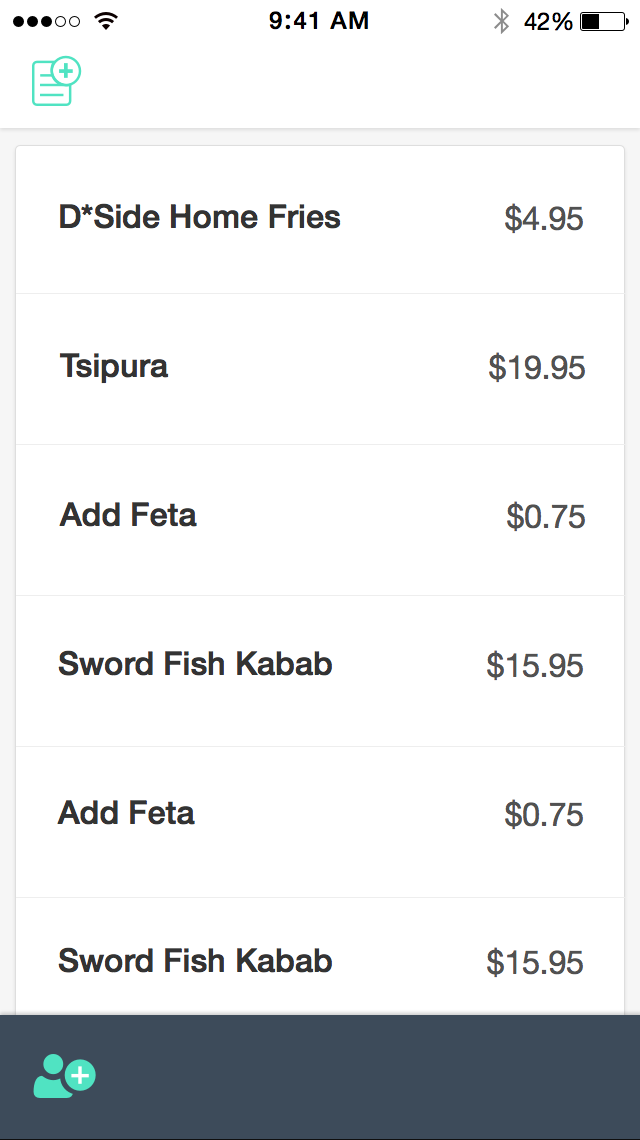 9:41 AM 42%
D*Side Home Fries $4.95
Tsipura $19.95
Add Feta $0.75
Sword Fish Kabab $15.95
Add Feta $0.75
Sword Fish Kabab $15.95